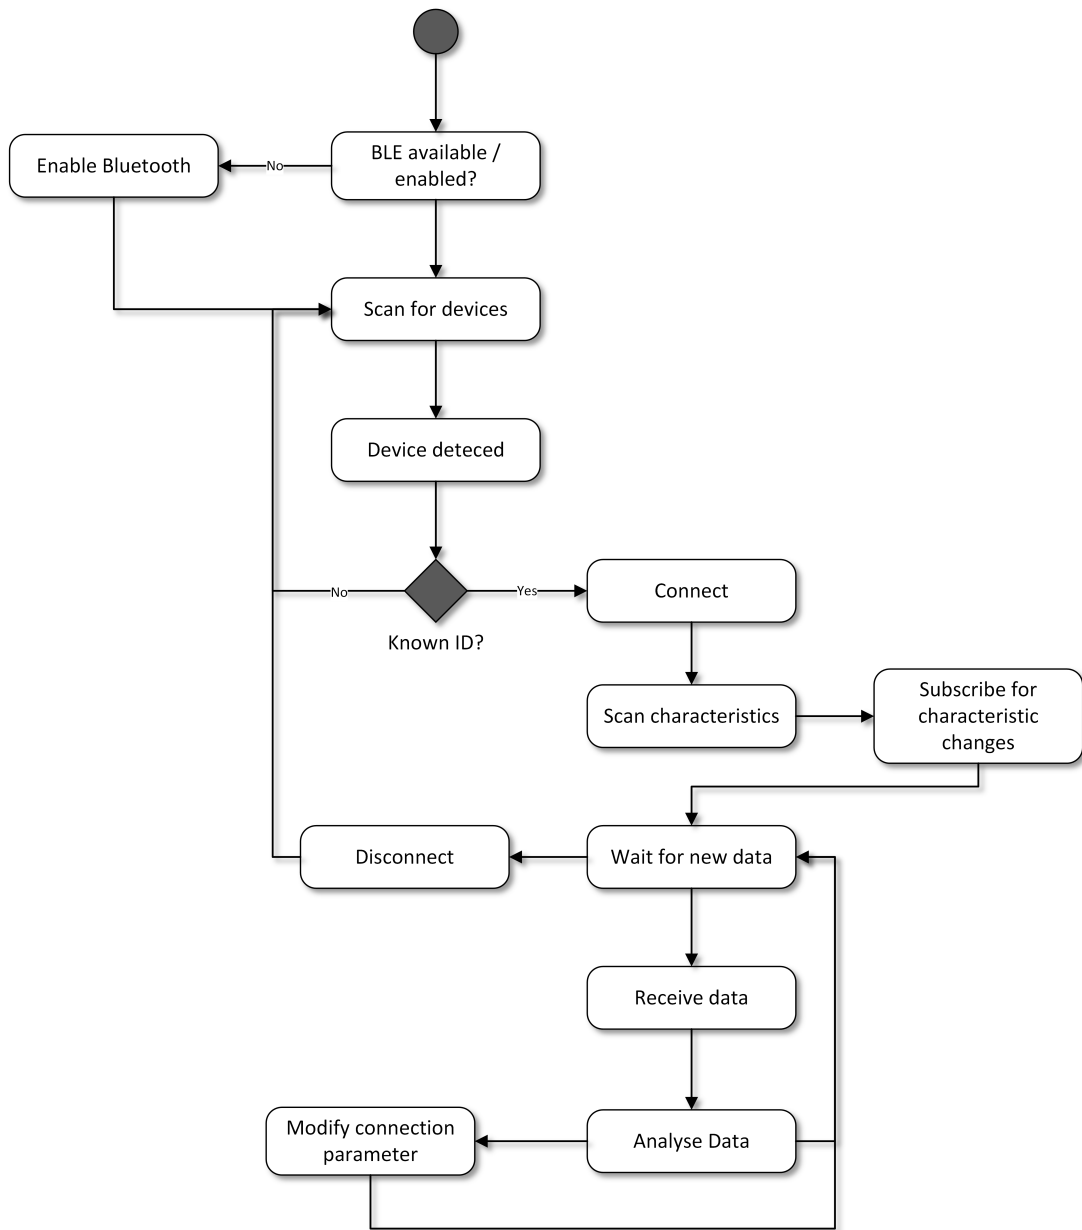 BLE available /
enabled?
No
Enable Bluetooth
Scan for devices
Device deteced
No
Yes
Known ID?
Connect
Scan characteristics
Subscribe for
characteristic
changes
Disconnect
Wait for new data
Receive data
Modify connection
parameter
Analyse Data